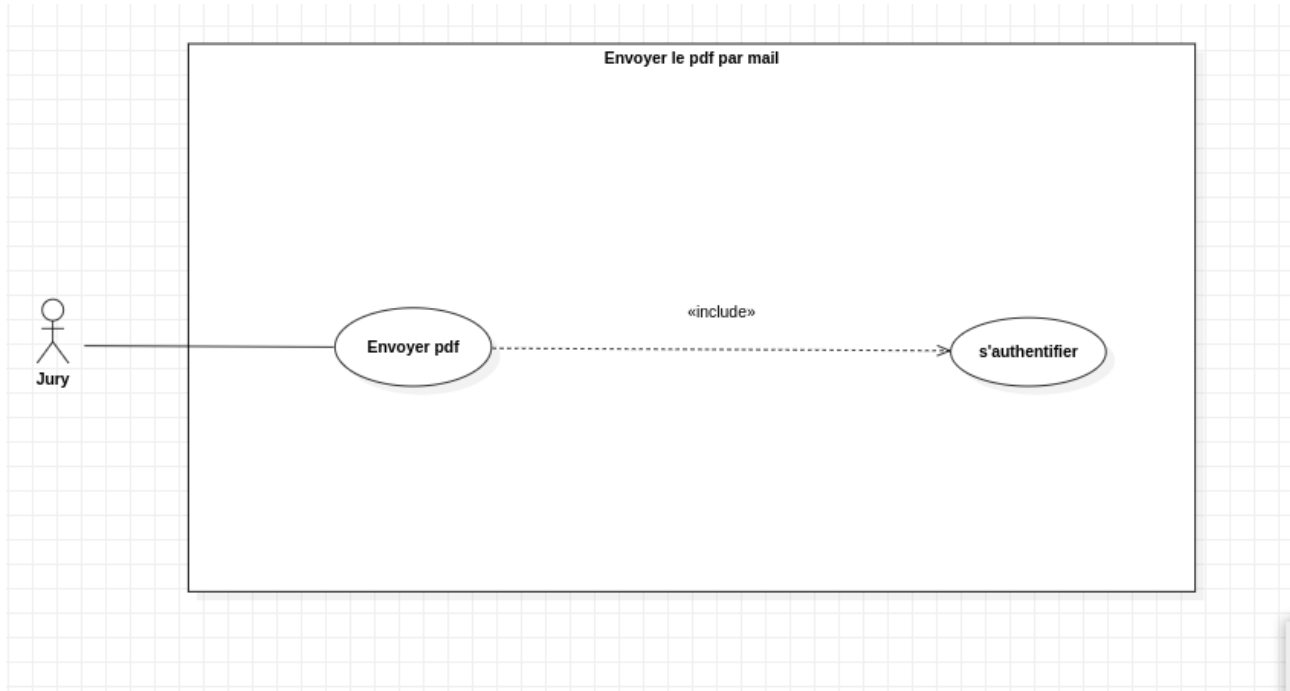 Envoyer le pdf par mail
«include»
Envoyer pdf
s'authentifier
Jury